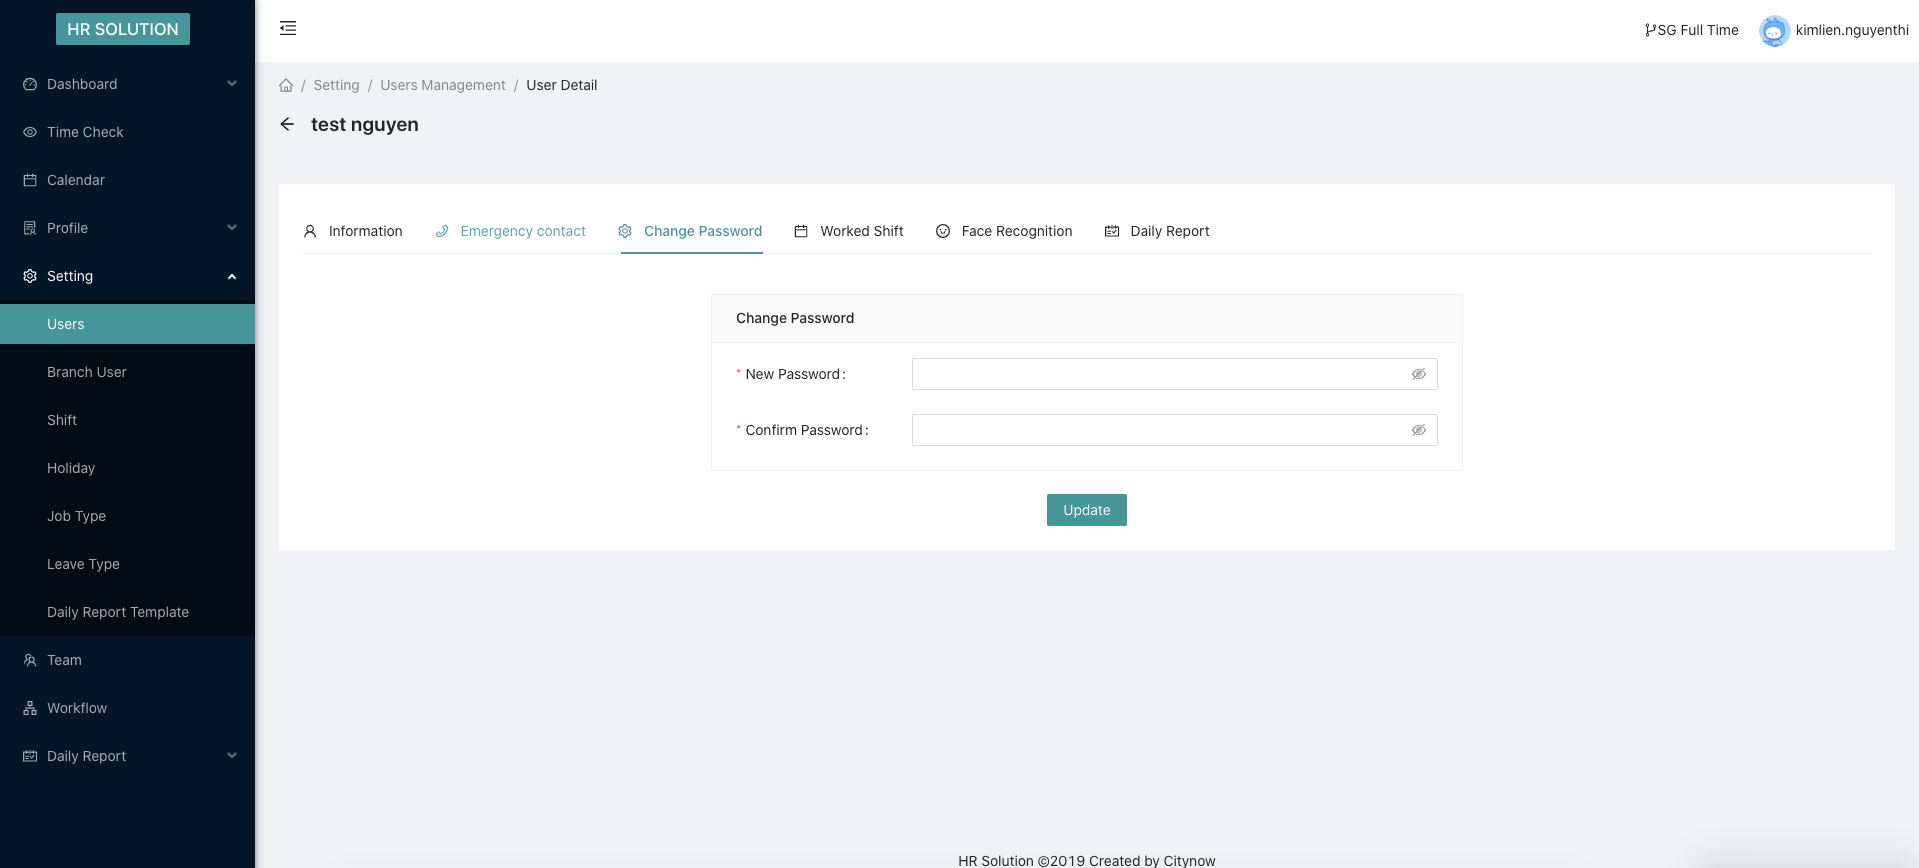 HR SOLUTION
SG Full Time
kimlien.nguyenthi
Dashboard
Time Check
Calendar
Profile
Setting
Users
Branch User
Shift
Holiday
Job Type
Leave Type
Daily Report Template
Team
Workflow
Daily Report
/ Setting / Users Management / User Detail
test nguyen
Information
Emergency contact
Change Password
Worked Shift
Face Recognition
Daily Report
Change Password
* New Password :
* Confirm Password :
Update
HR Solution ©2019 Created by Citynow